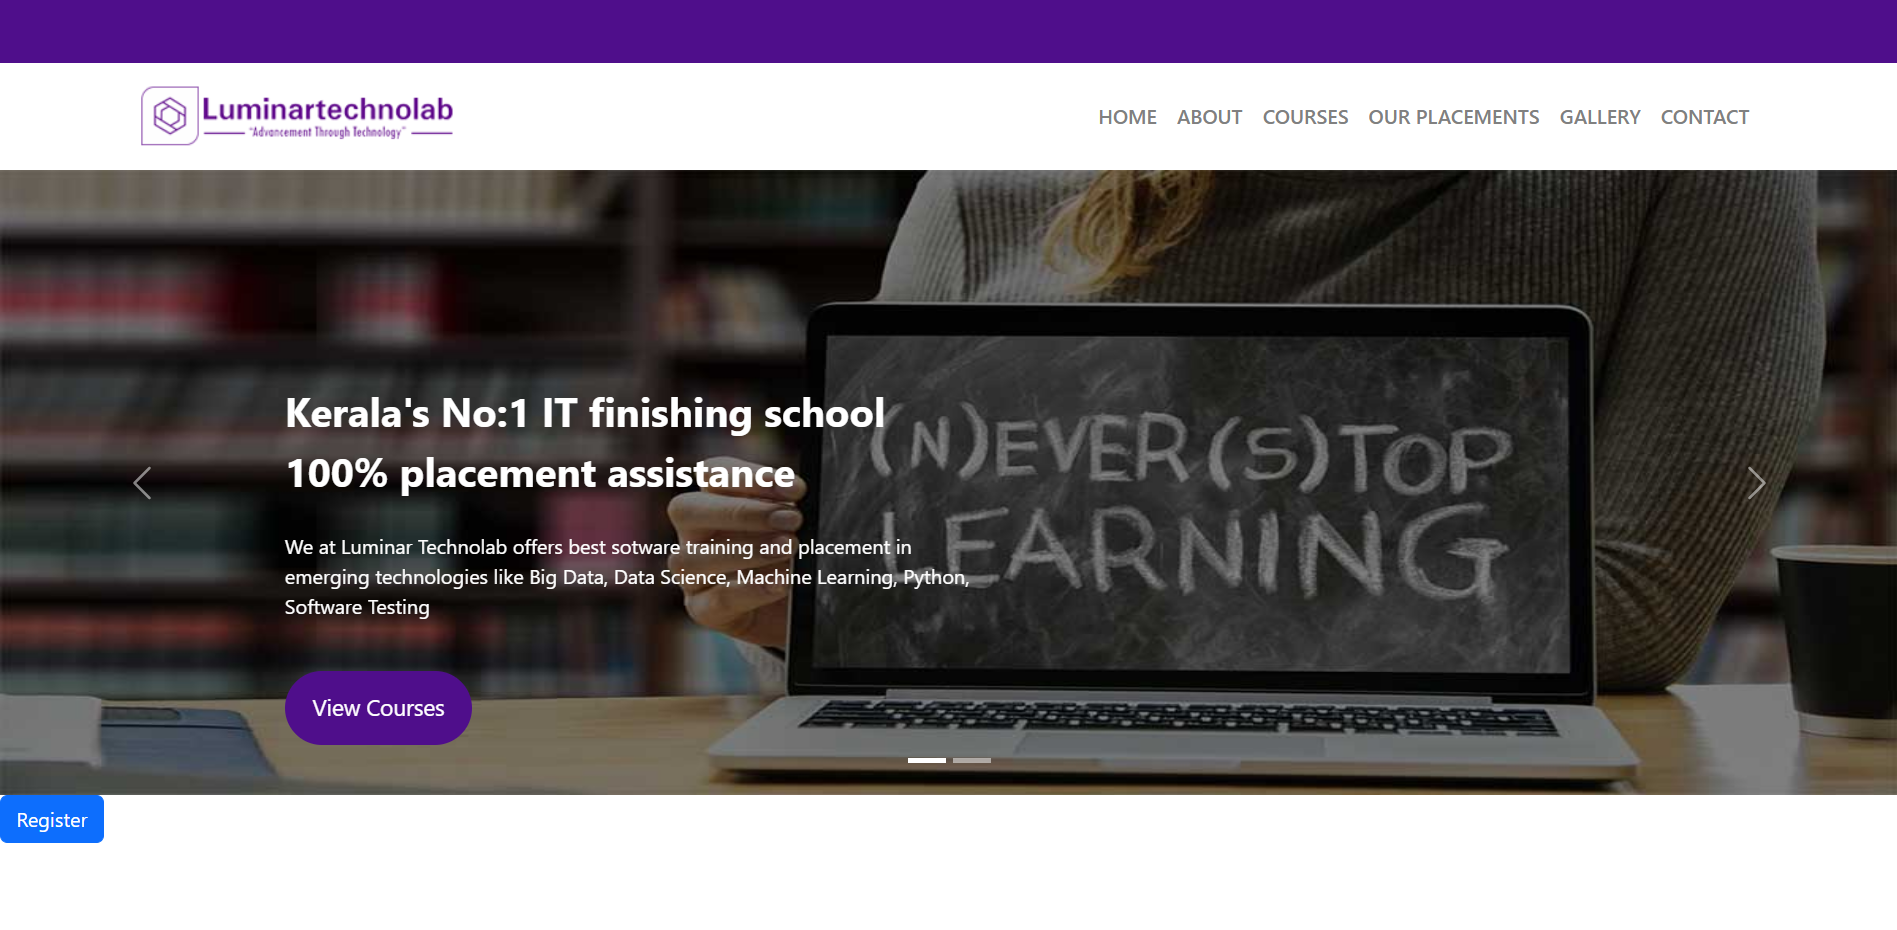 Luminartechnolab
"Advancement Through Technology"
HOME ABOUT COURSES OUR PLACEMENTS GALLERY CONTACT
Kerala's No:1 IT finishing school
100% placement assistance
We at Luminar Technolab offers best sotware training and placement in
emerging technologies like Big Data, Data Science, Machine Learning, Python,
Software Testing
View Courses
(N)EVER (S)TOP
LEARNING
Register